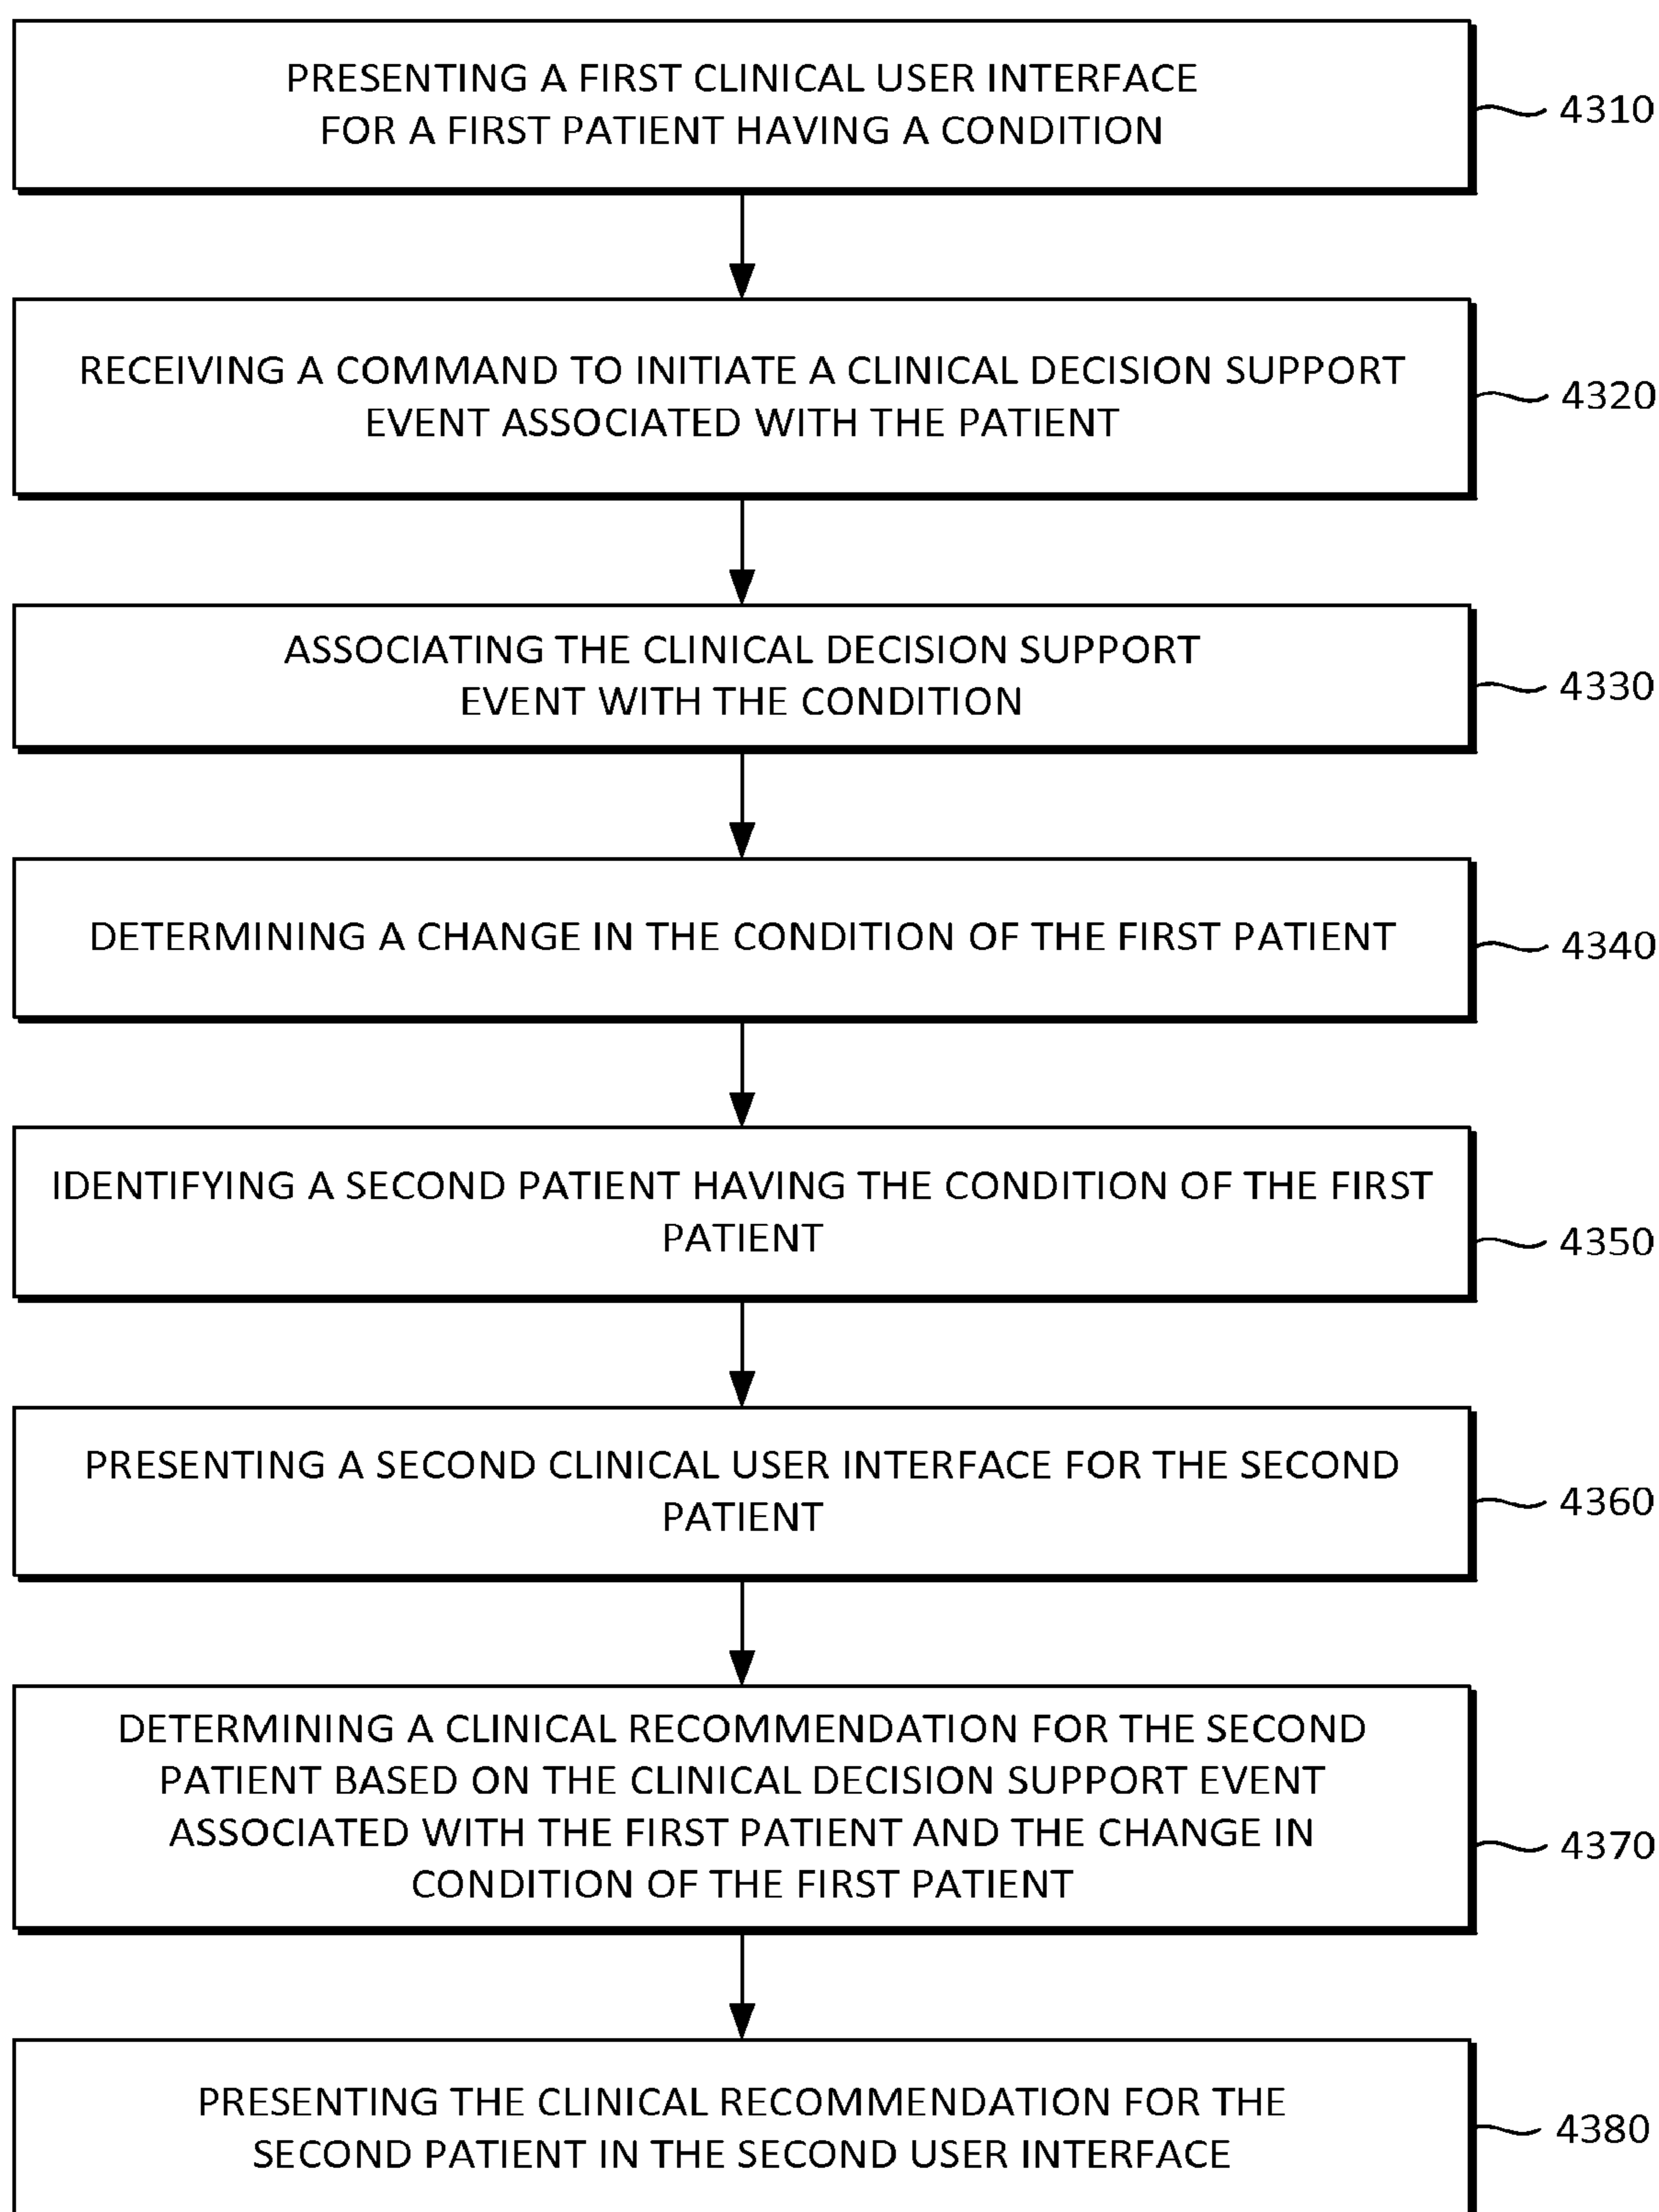 PRESENTING A FIRST CLINICAL USER INTERFACE
FOR A FIRST PATIENT HAVING A CONDITION
4310
RECEIVING A COMMAND TO INITIATE A CLINICAL DECISION SUPPORT
EVENT ASSOCIATED WITH THE PATIENT
4320
ASSOCIATING THE CLINICAL DECISION SUPPORT
EVENT WITH THE CONDITION
4330
DETERMINING A CHANGE IN THE CONDITION OF THE FIRST PATIENT
4340
IDENTIFYING A SECOND PATIENT HAVING THE CONDITION OF THE FIRST
PATIENT
4350
PRESENTING A SECOND CLINICAL USER INTERFACE FOR THE SECOND
PATIENT
4360
DETERMINING A CLINICAL RECOMMENDATION FOR THE SECOND
PATIENT BASED ON THE CLINICAL DECISION SUPPORT EVENT
ASSOCIATED WITH THE FIRST PATIENT AND THE CHANGE IN
CONDITION OF THE FIRST PATIENT
4370
PRESENTING THE CLINICAL RECOMMENDATION FOR THE
SECOND PATIENT IN THE SECOND USER INTERFACE
4380